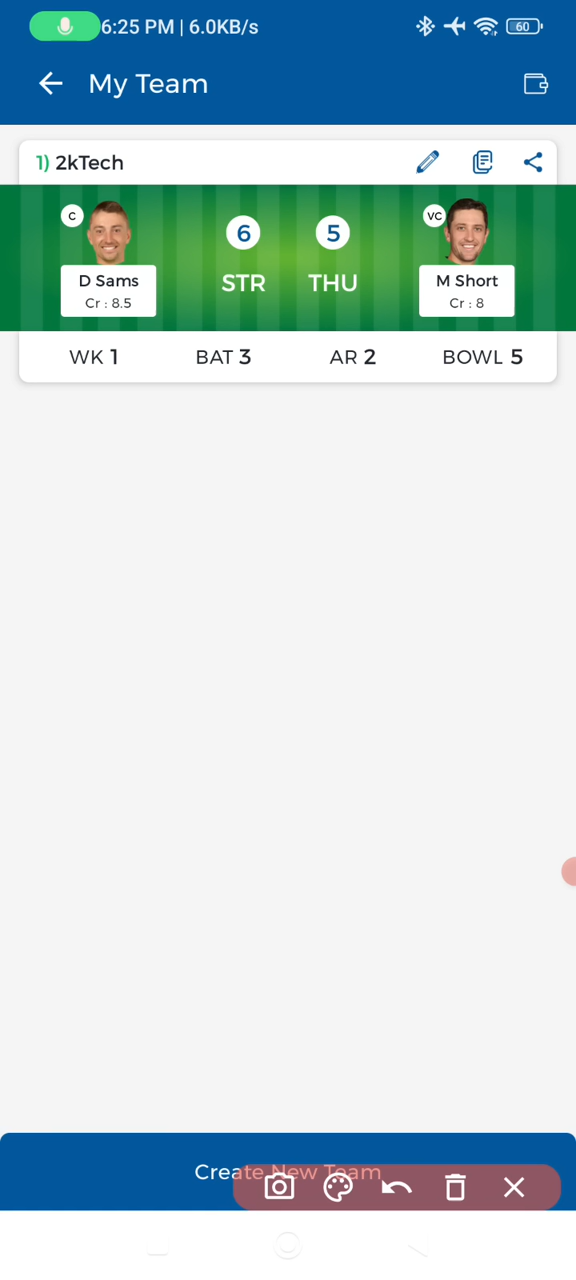 6:25 PM | 6.0KB/s 60
My Team
1) 2kTech
C VC
6 5
D Sams STR THU M Short
Cr : 8.5 Cr : 8
WK 1 BAT 3 AR 2 BOWL 5
Create New Team